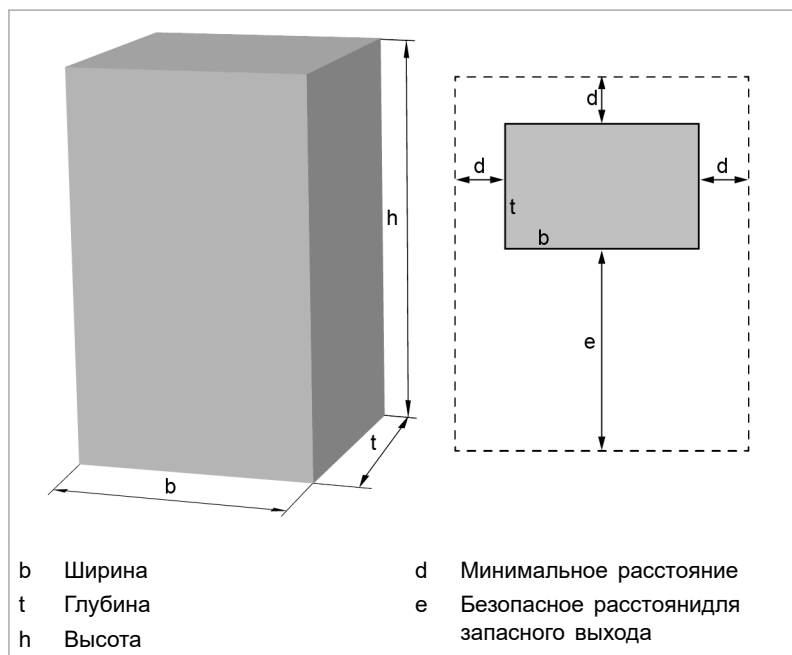 h
t
b
d
d
d
t
b
e
b Ширина
t Глубина
h Высота
d Минимальное расстояние
e Безопасное расстоянидля
запасного выхода